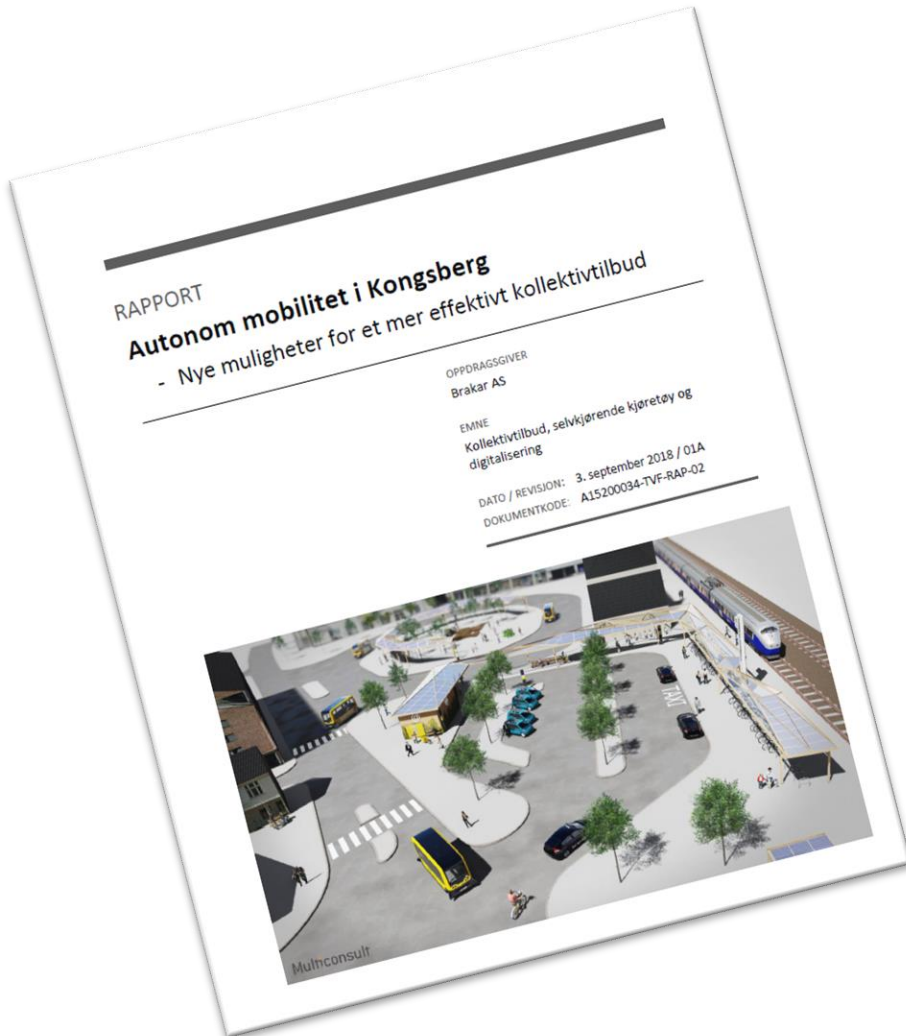 RAPPORT
Autonom mobilitet i Kongsberg
- Nye muligheter for et mer effektivt kollektivtilbud
OPPDRAGSGIVER
Brakar AS
EMNE
Kollektivtilbud, selvkjørende kjøretøy og
digitalisering
DATO / REVISJON: 3. september 2018 / 01A
DOKUMENTKODE: A15200034-TVF-RAP-02
TAXI
Multiconsult